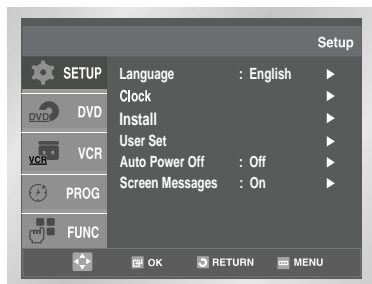 Setup
SETUP
Language : English ►
Clock ►
DVD DVD
Install ►
User Set ►
VCR VCR
Auto Power Off : Off ►
Screen Messages : On ►
PROG
FUNC
OK RETURN MENU